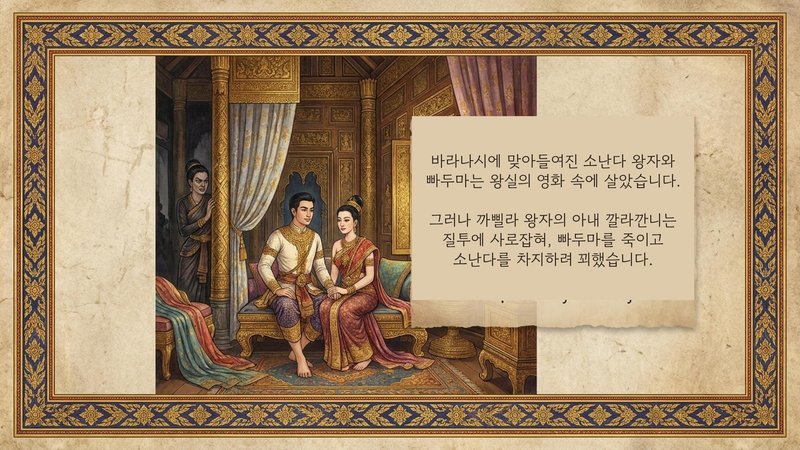 바라나시에 맞아들여진 소난다 왕자와
빠두마는 왕실의 영화 속에 살았습니다.
그러나 까삘라 왕자의 아내 깔라깐니는
질투에 사로잡혀, 빠두마를 죽이고
소난다를 차지하려 꾀했습니다.